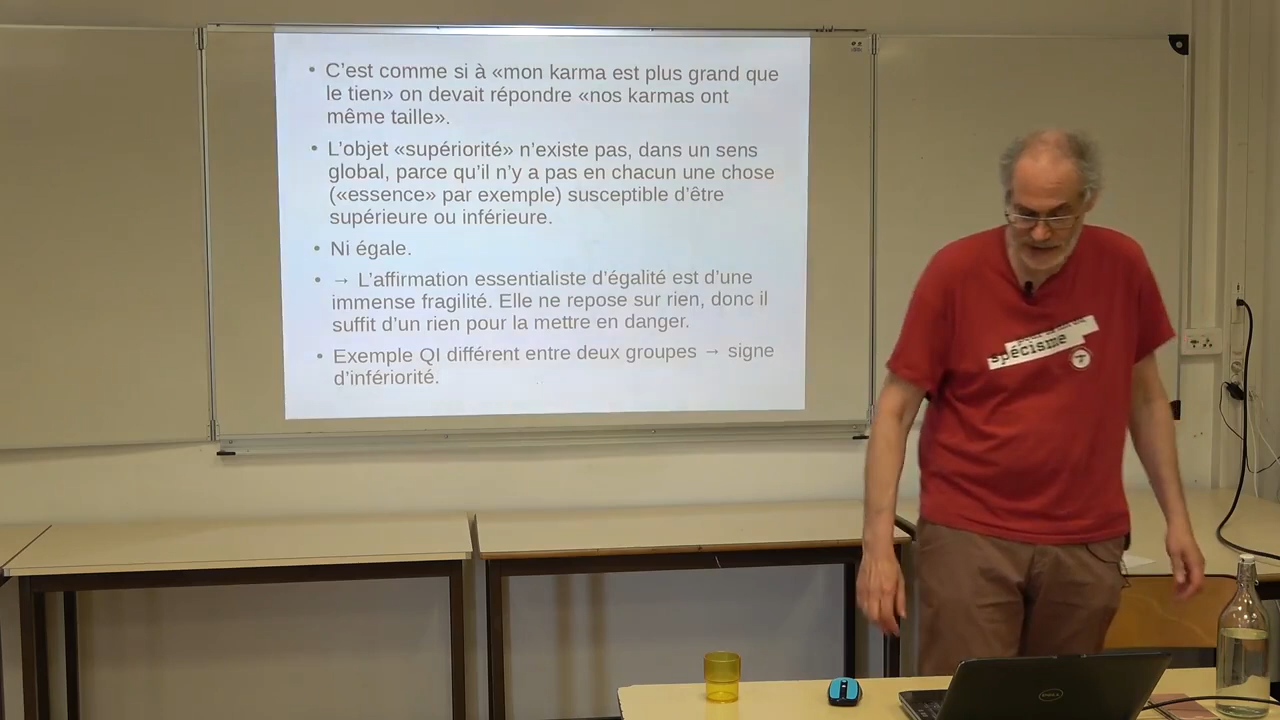 • C’est comme si à «mon karma est plus grand que
le tien» on devait répondre «nos karmas ont
même taille».
• L’objet «supériorité» n’existe pas, dans un sens
global, parce qu’il n’y a pas en chacun une chose
(«essence» par exemple) susceptible d’être
supérieure ou inférieure.
• Ni égale.
• → L’affirmation essentialiste d’égalité est d’une
immense fragilité. Elle ne repose sur rien, donc il
suffit d’un rien pour la mettre en danger.
• Exemple QI différent entre deux groupes → signe
d’infériorité.
spécisme
DELL